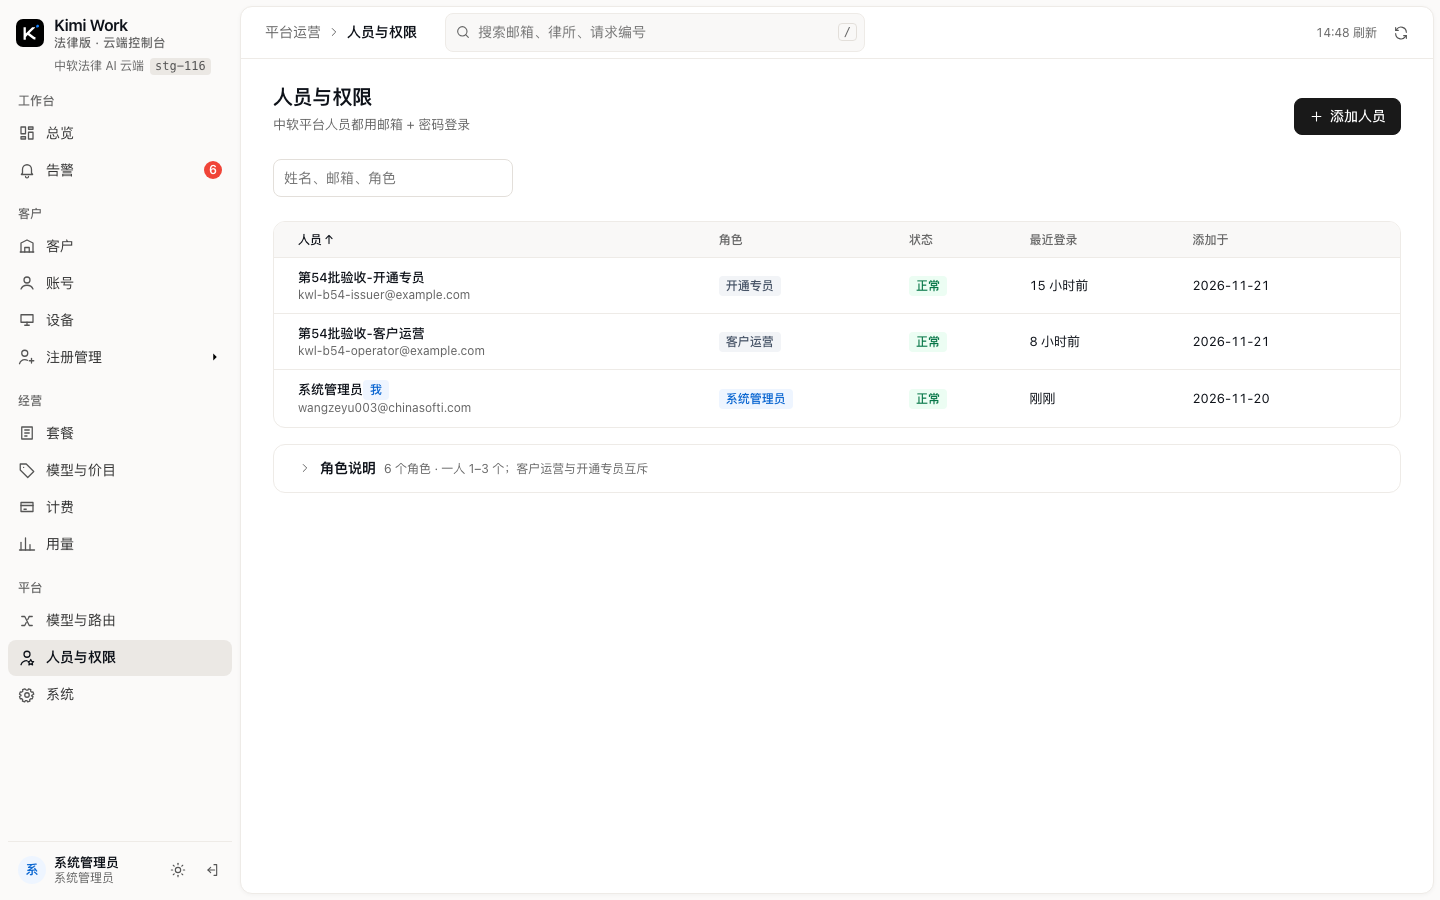 Kimi Work
法律版 · 云端控制台
中软法律 AI 云端 stg-116
工作台
总览
告警 6
客户
客户
账号
设备
注册管理
经营
套餐
模型与价目
计费
用量
平台
模型与路由
人员与权限
系统
系 系统管理员
系统管理员
平台运营 > 人员与权限
搜索邮箱、律所、请求编号 /
14:48 刷新
人员与权限
中软平台人员都用邮箱 + 密码登录
+ 添加人员
姓名、邮箱、角色
人员↑ 角色 状态 最近登录 添加于
第54批验收-开通专员
kwl-b54-issuer@example.com
开通专员 正常 15 小时前 2026-11-21
第54批验收-客户运营
kwl-b54-operator@example.com
客户运营 正常 8 小时前 2026-11-21
系统管理员 我
wangzeyu003@chinasofti.com
系统管理员 正常 刚刚 2026-11-20
角色说明 6 个角色 · 一人 1–3 个；客户运营与开通专员互斥